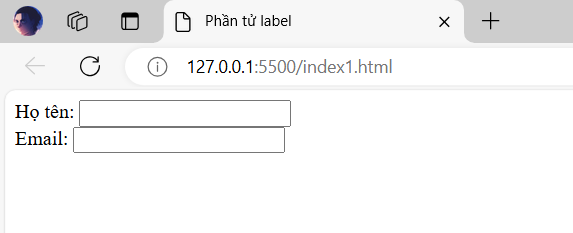 Phần tử label
127.0.0.1:5500/index1.html
Họ tên:
Email: